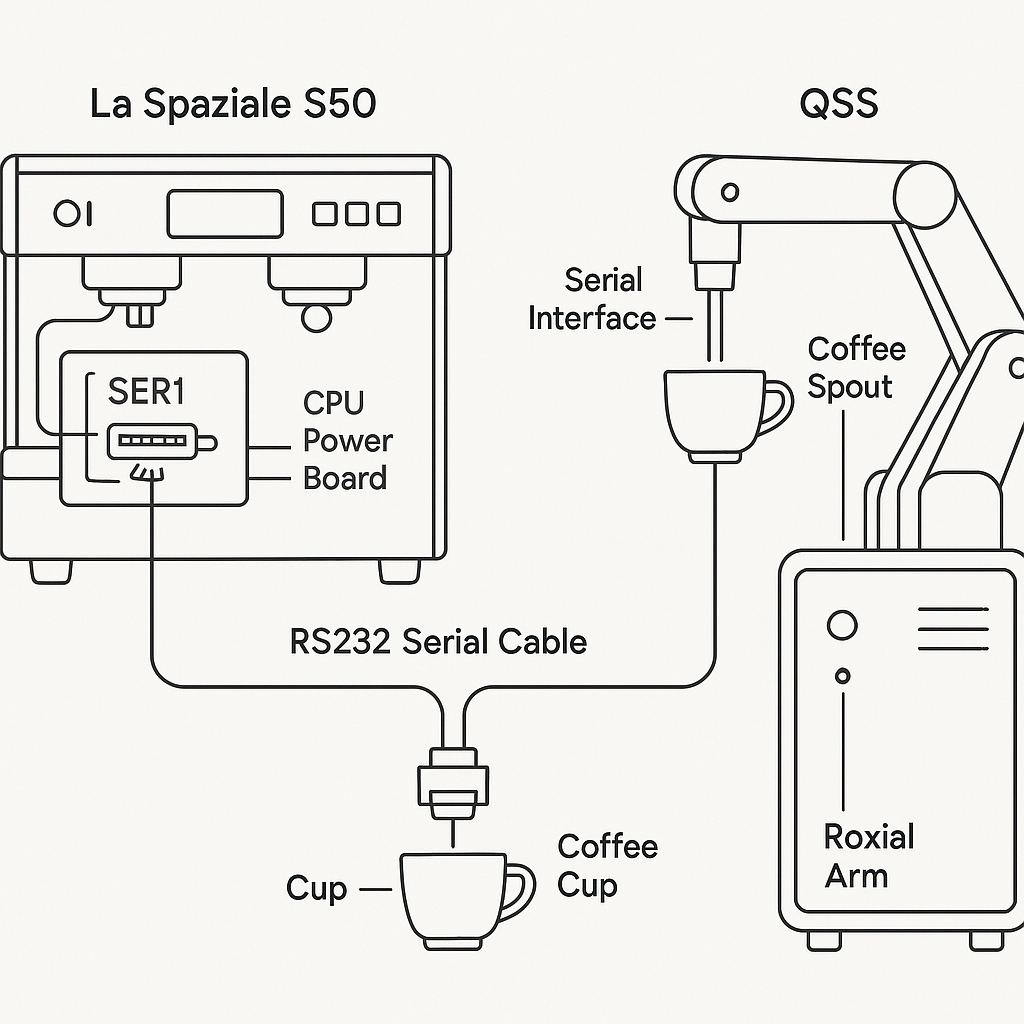 La Spaziale S50
QSS
Serial
Interface
Coffee
Spout
SER1
CPU
Power
Board
RS232 Serial Cable
Roxial
Arm
Cup
Coffee
Cup